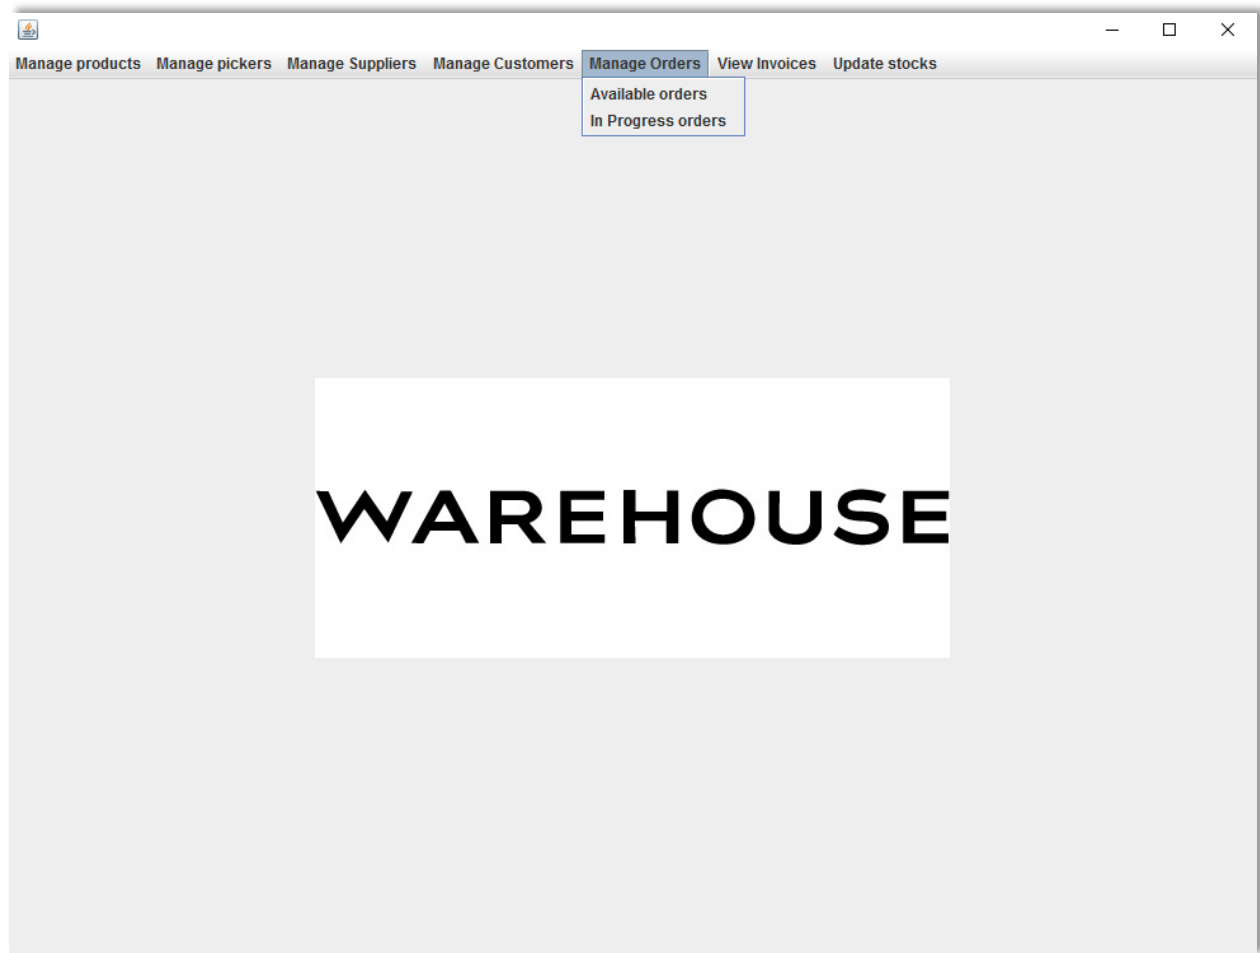 Manage products Manage pickers Manage Suppliers Manage Customers Manage Orders View Invoices Update stocks
Available orders
In Progress orders
WAREHOUSE